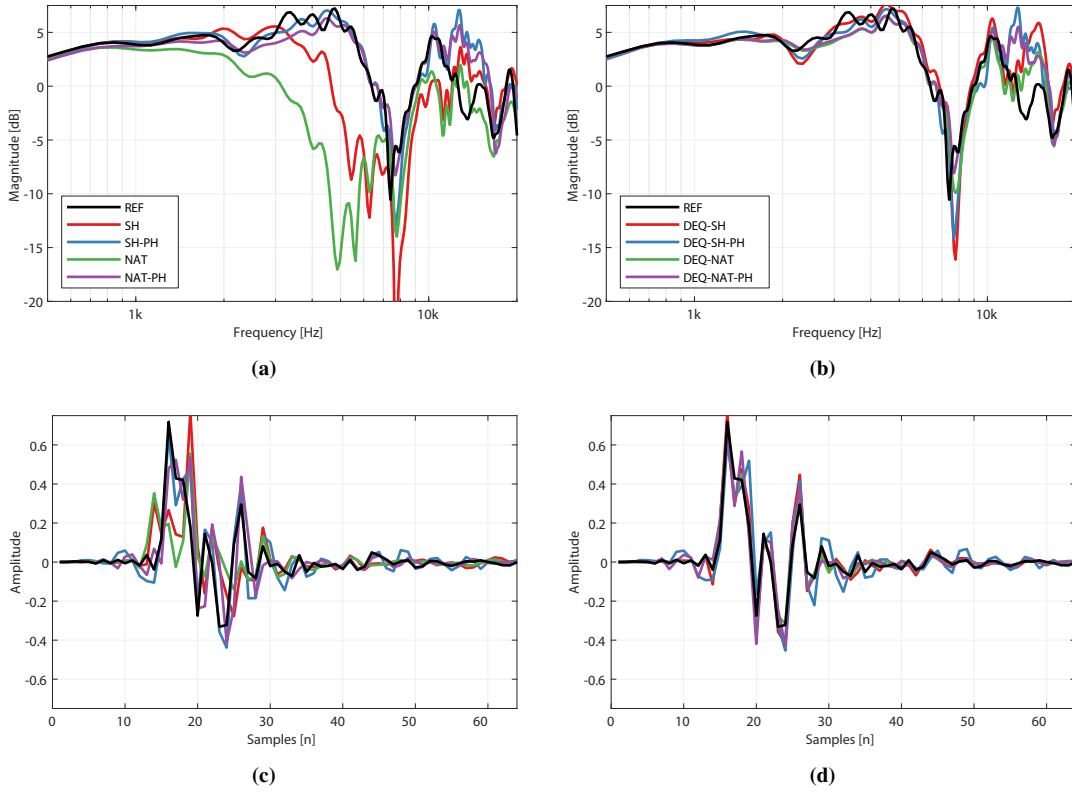 5
0
-5
-10
-15
-20
Magnitude [dB]
REF
SH
SH-PH
NAT
NAT-PH
1k
10k
Frequency [Hz]
(a)
5
0
-5
-10
-15
-20
Magnitude [dB]
REF
DEQ-SH
DEQ-SH-PH
DEQ-NAT
DEQ-NAT-PH
1k
10k
Frequency [Hz]
(b)
0.6
0.4
0.2
0
-0.2
-0.4
-0.6
Amplitude
0
10
20
30
40
50
60
Samples [n]
(c)
0.6
0.4
0.2
0
-0.2
-0.4
-0.6
Amplitude
0
10
20
30
40
50
60
Samples [n]
(d)